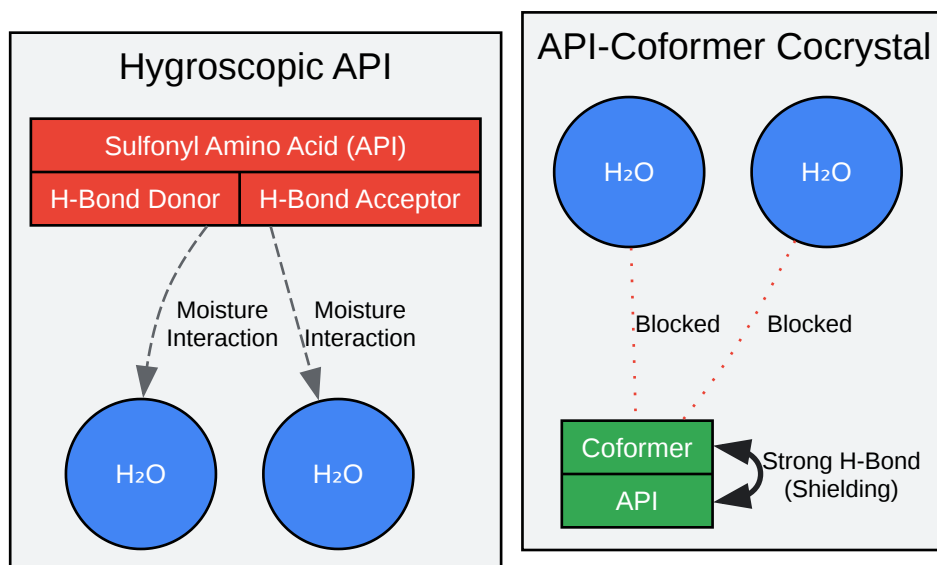 Hygroscopic API
Sulfonyl Amino Acid (API)
H-Bond Donor
H-Bond Acceptor
Moisture
Interaction
Moisture
Interaction
H₂O
H₂O
API-Coformer Cocrystal
H₂O
H₂O
Blocked
Blocked
Coformer
API
Strong H-Bond
(Shielding)